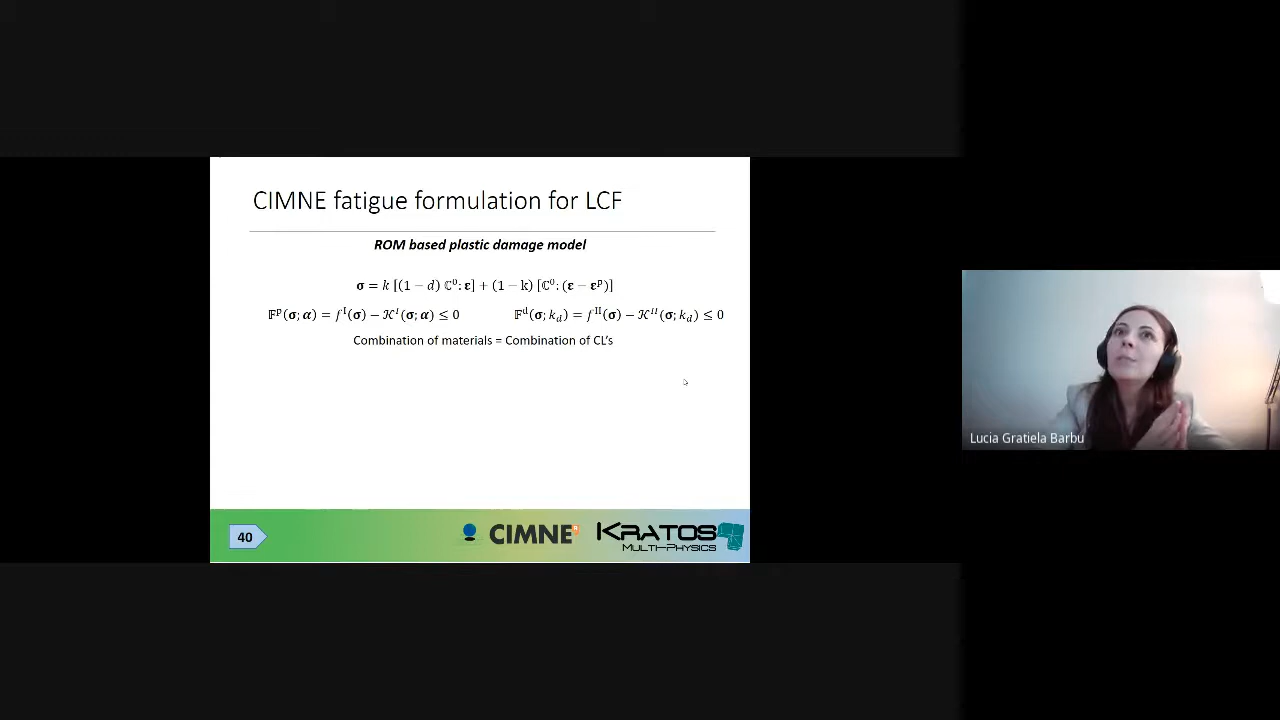 CIMNE fatigue formulation for LCF
ROM based plastic damage model
𝛔 = k [(1 − d) ℂ⁰: 𝛆] + (1 − k) [ℂ⁰: (𝛆 − 𝛆ᵖ)]
𝔽ᵖ(𝛔; 𝜶) = fᴵ(𝛔) − 𝒦ᴵ(𝛔; 𝜶) ≤ 0 𝔽ᵈ(𝛔; k_d) = fᴵᴵ(𝛔) − 𝒦ᴵᴵ(𝛔; k_d) ≤ 0
Combination of materials = Combination of CL's
40
CIMNE R
KRATOS
MULTI-PHYSICS
Lucia Gratiela Barbu